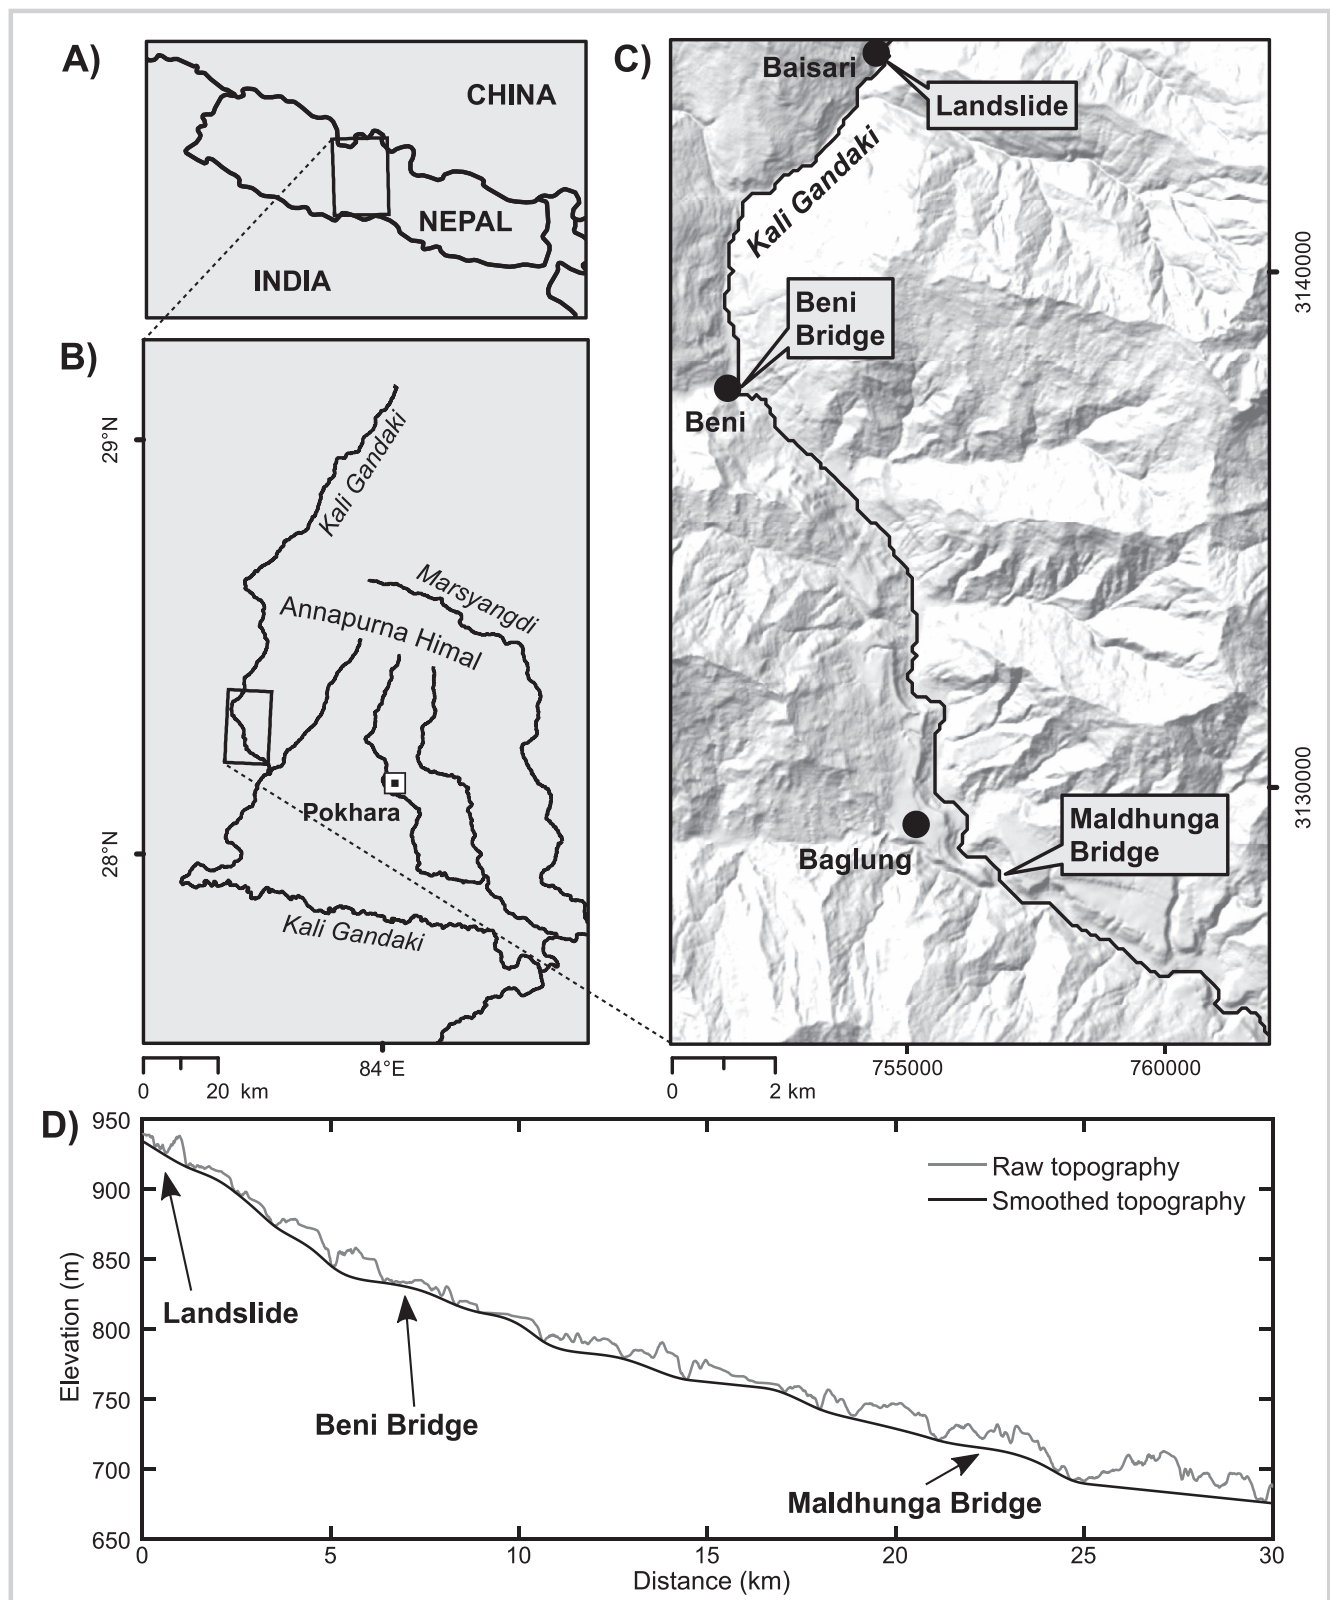 A)
CHINA
NEPAL
INDIA
B)
29°N
28°N
Kali Gandaki
Marsyangdi
Annapurna Himal
Pokhara
Kali Gandaki
84°E
0 20 km
C)
Baisari
Landslide
Kali Gandaki
Beni
Bridge
Beni
Maldhunga
Bridge
Baglung
3140000
3130000
755000
760000
0 2 km
D)
950
900
850
800
750
700
650
Elevation (m)
Raw topography
Smoothed topography
Landslide
Beni Bridge
Maldhunga Bridge
0 5 10 15 20 25 30
Distance (km)